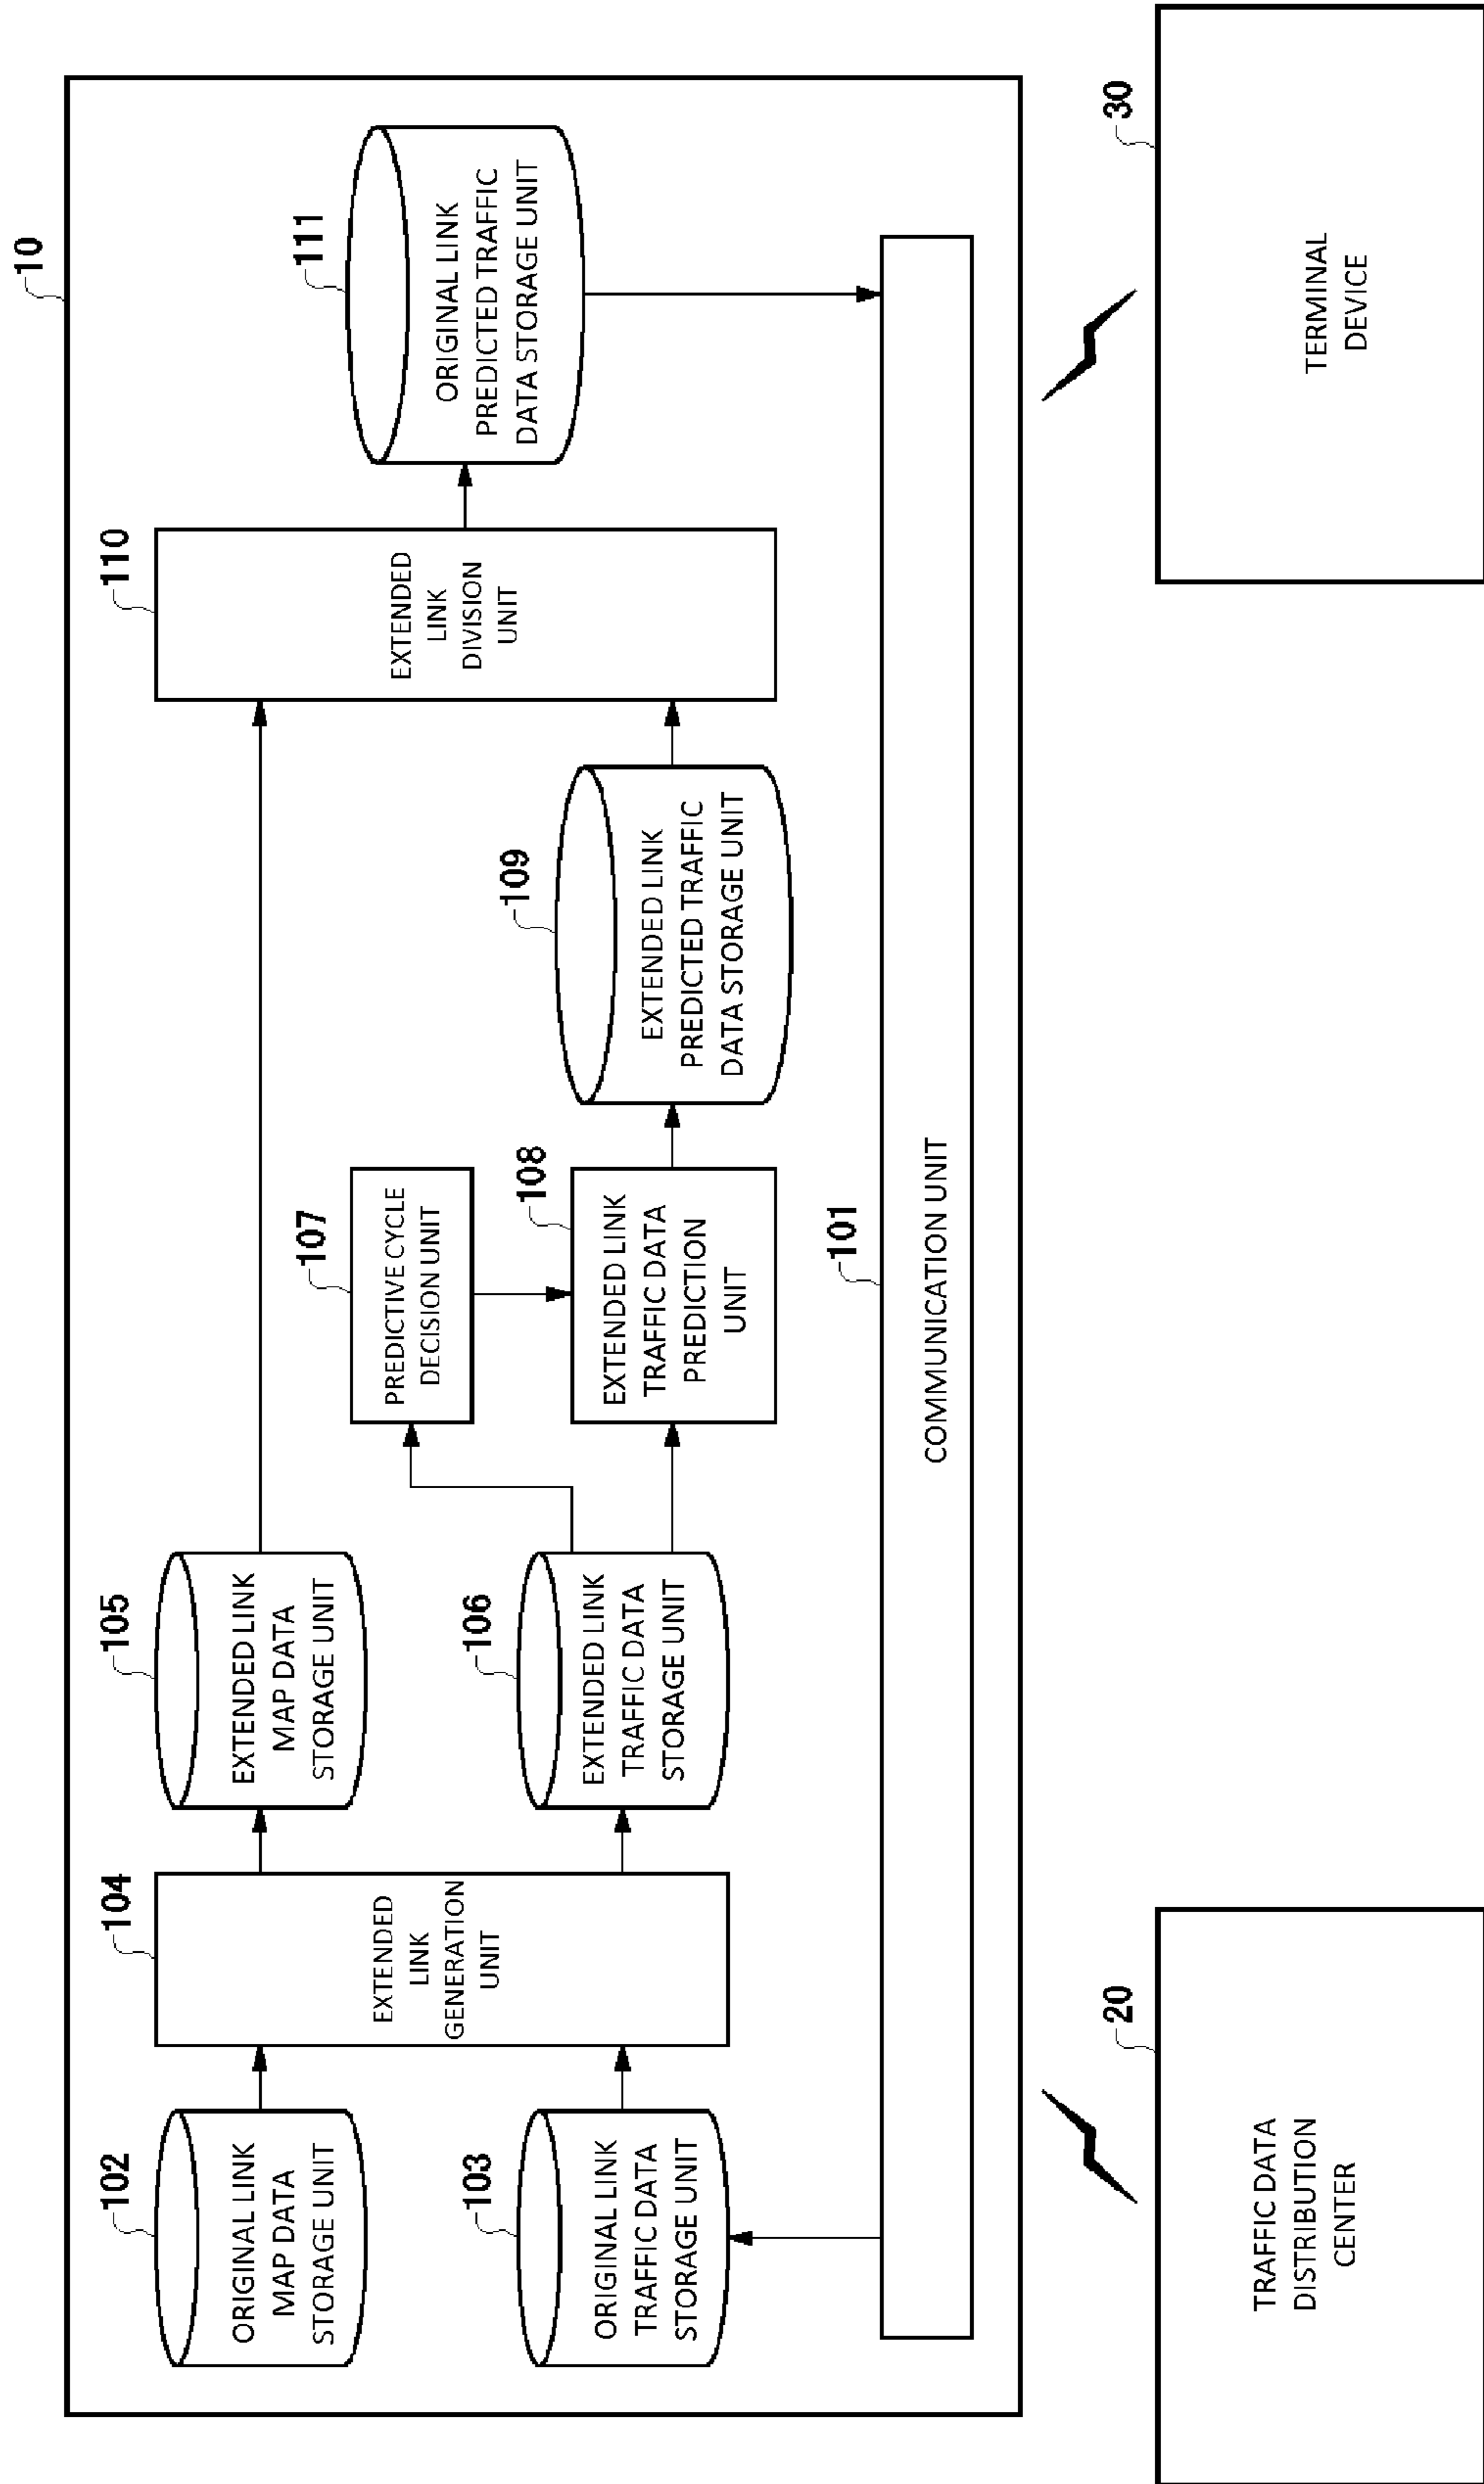 10
102
ORIGINAL LINK
MAP DATA
STORAGE UNIT
103
ORIGINAL LINK
TRAFFIC DATA
STORAGE UNIT
104
EXTENDED
LINK
GENERATION
UNIT
105
EXTENDED LINK
MAP DATA
STORAGE UNIT
106
EXTENDED LINK
TRAFFIC DATA
STORAGE UNIT
107
PREDICTIVE CYCLE
DECISION UNIT
108
EXTENDED LINK
TRAFFIC DATA
PREDICTION
UNIT
109
EXTENDED LINK
PREDICTED TRAFFIC
DATA STORAGE UNIT
110
EXTENDED
LINK
DIVISION
UNIT
111
ORIGINAL LINK
PREDICTED TRAFFIC
DATA STORAGE UNIT
101
COMMUNICATION UNIT
20
TRAFFIC DATA
DISTRIBUTION
CENTER
30
TERMINAL
DEVICE